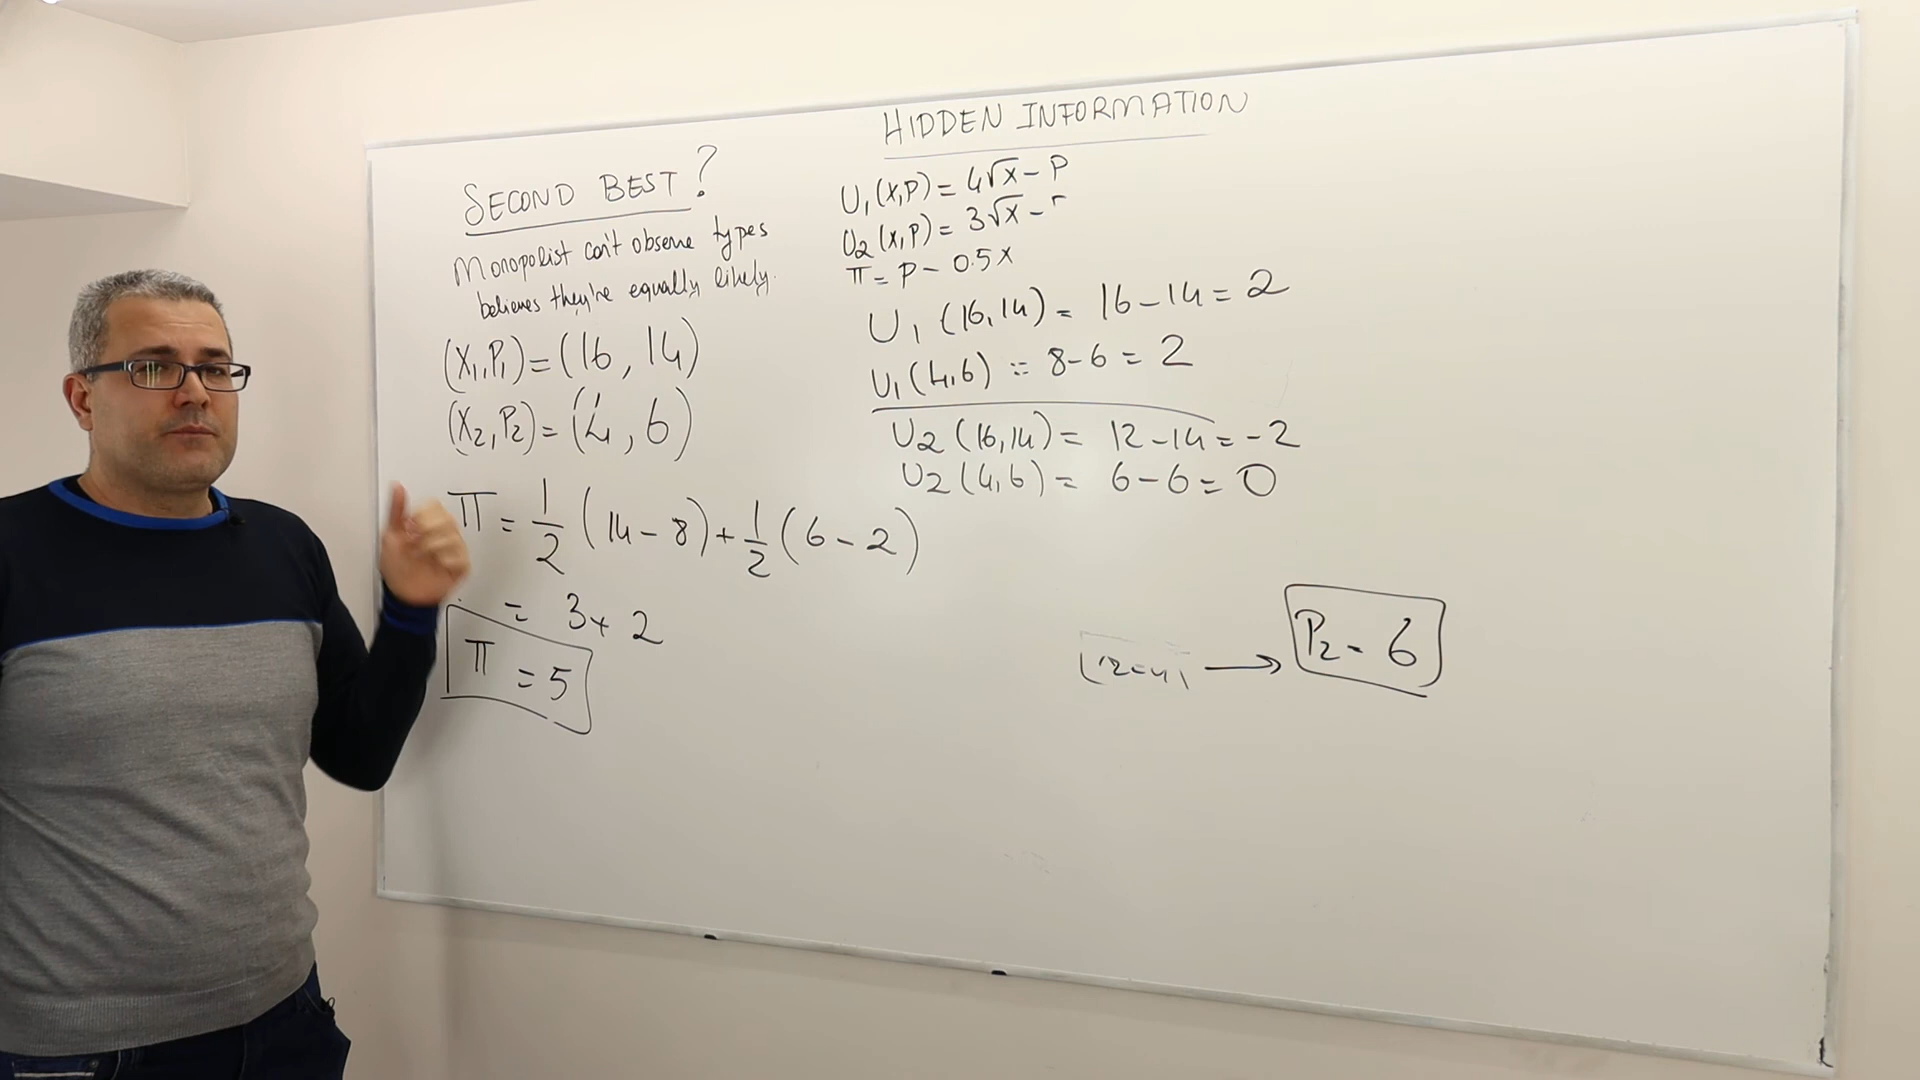 HIDDEN INFORMATION
SECOND BEST?
Monopolist can't observe types
believes they're equally likely.
(X₁,P₁) = (16, 14)
(X₂,P₂) = (4, 6)
π = 1/2 (14 - 8) + 1/2 (6 - 2)
= 3 + 2
π = 5
U₁(x,p) = 4√x - P
U₂(x,p) = 3√x -
π = P - 0.5x
U₁(16,14) = 16 - 14 = 2
U₁(4,6) = 8 - 6 = 2
U₂(16,14) = 12 - 14 = -2
U₂(4,6) = 6 - 6 = 0
→ P₂ = 6